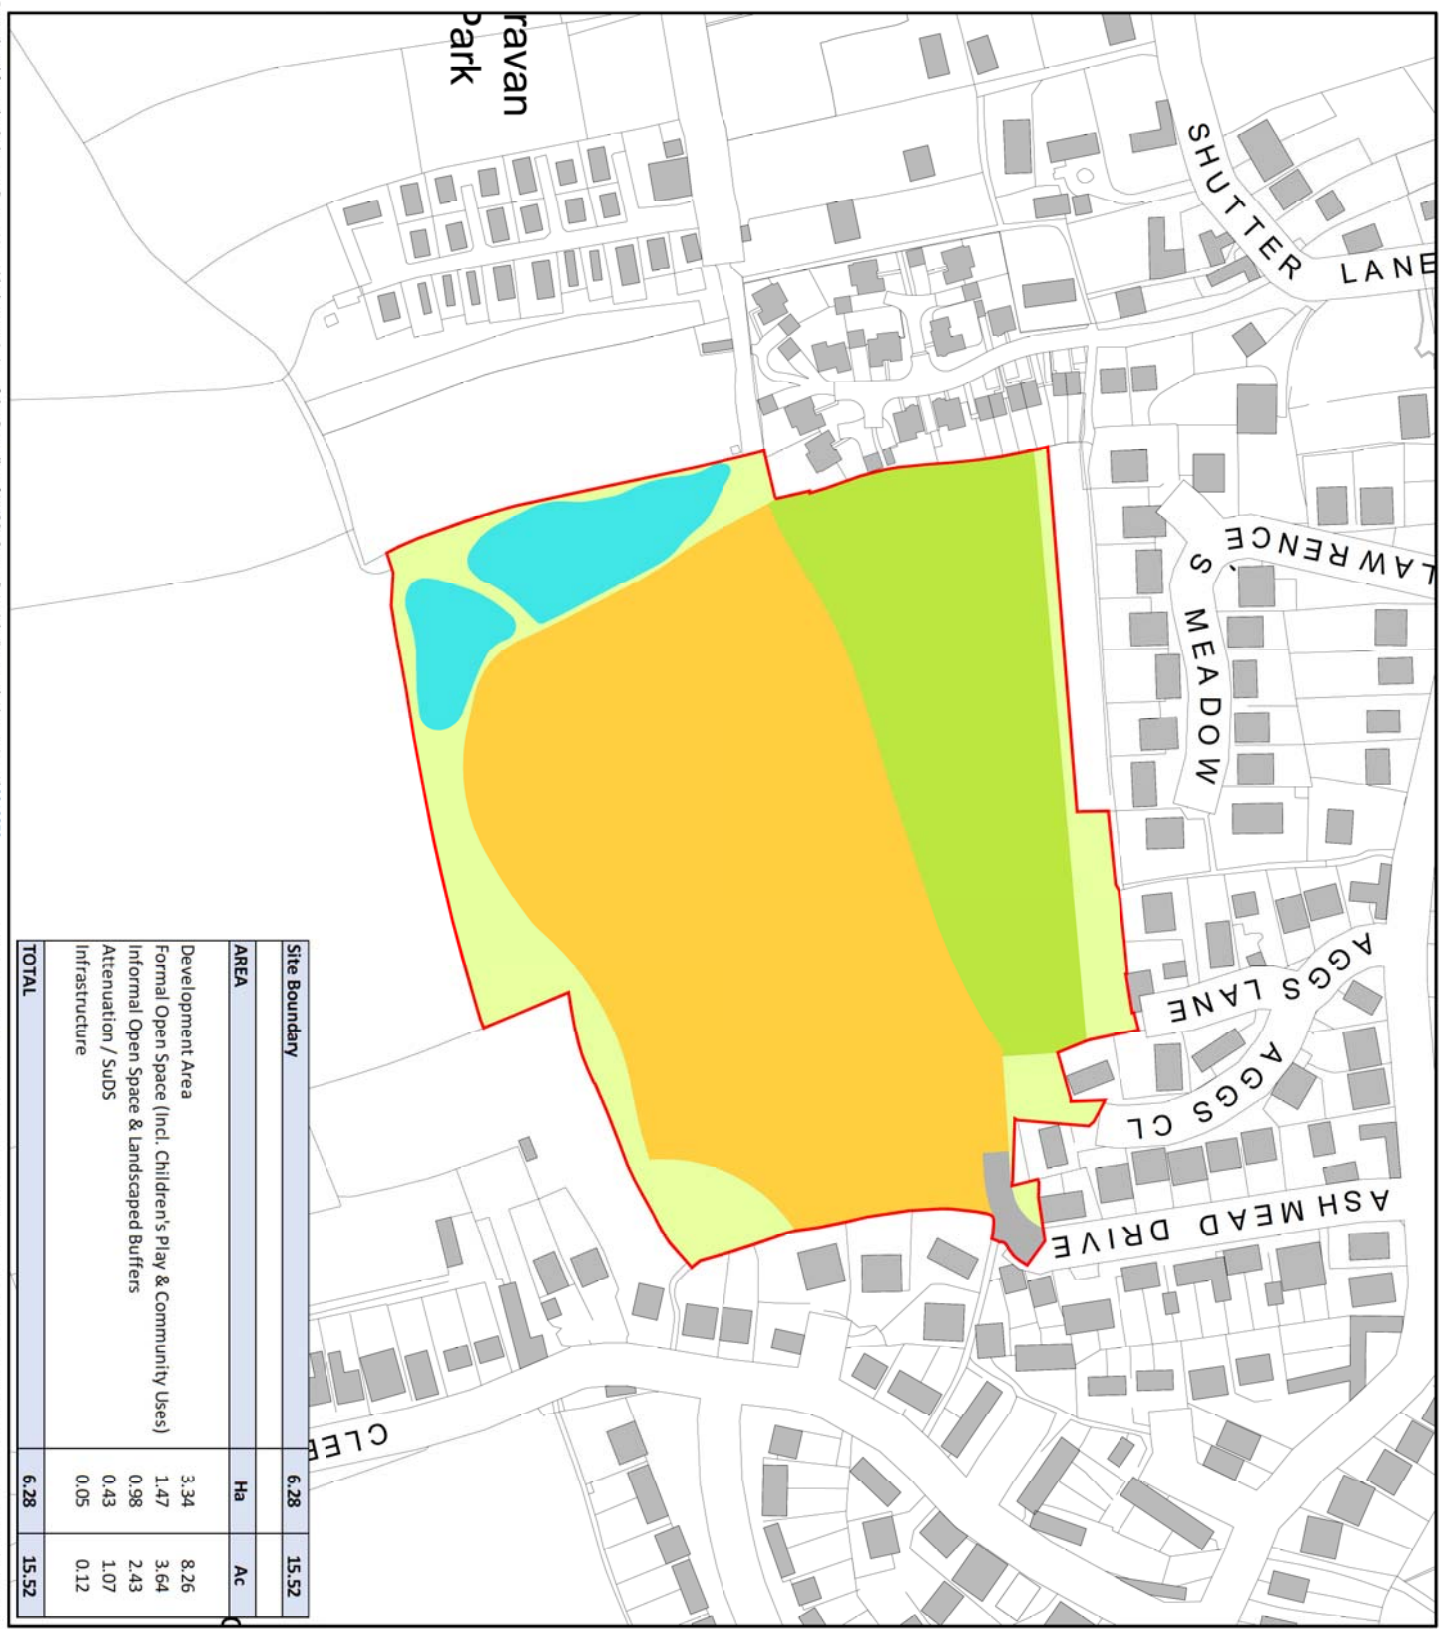 ravan
Park
SHUTTER LANE
LAWRENCE
S' MEADOW
AGGS LANE
AGGS CL
ASHMEAD DRIVE
CLEE
Site Boundary 6.28 15.52
AREA Ha Ac
Development Area 3.34 8.26
Formal Open Space (Incl. Children's Play & Community Uses) 1.47 3.64
Informal Open Space & Landscaped Buffers 0.98 2.43
Attenuation / SuDS 0.43 1.07
Infrastructure 0.05 0.12
TOTAL 6.28 15.52